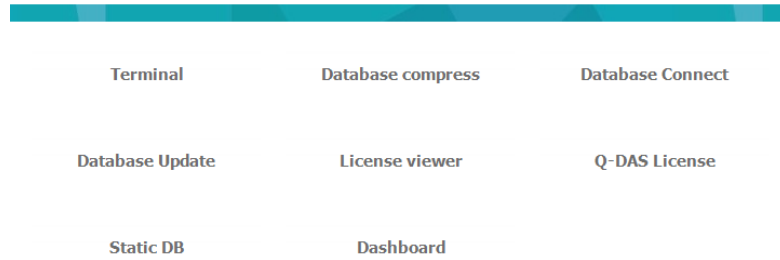 Terminal Database compress Database Connect
Database Update License viewer Q-DAS License
Static DB Dashboard